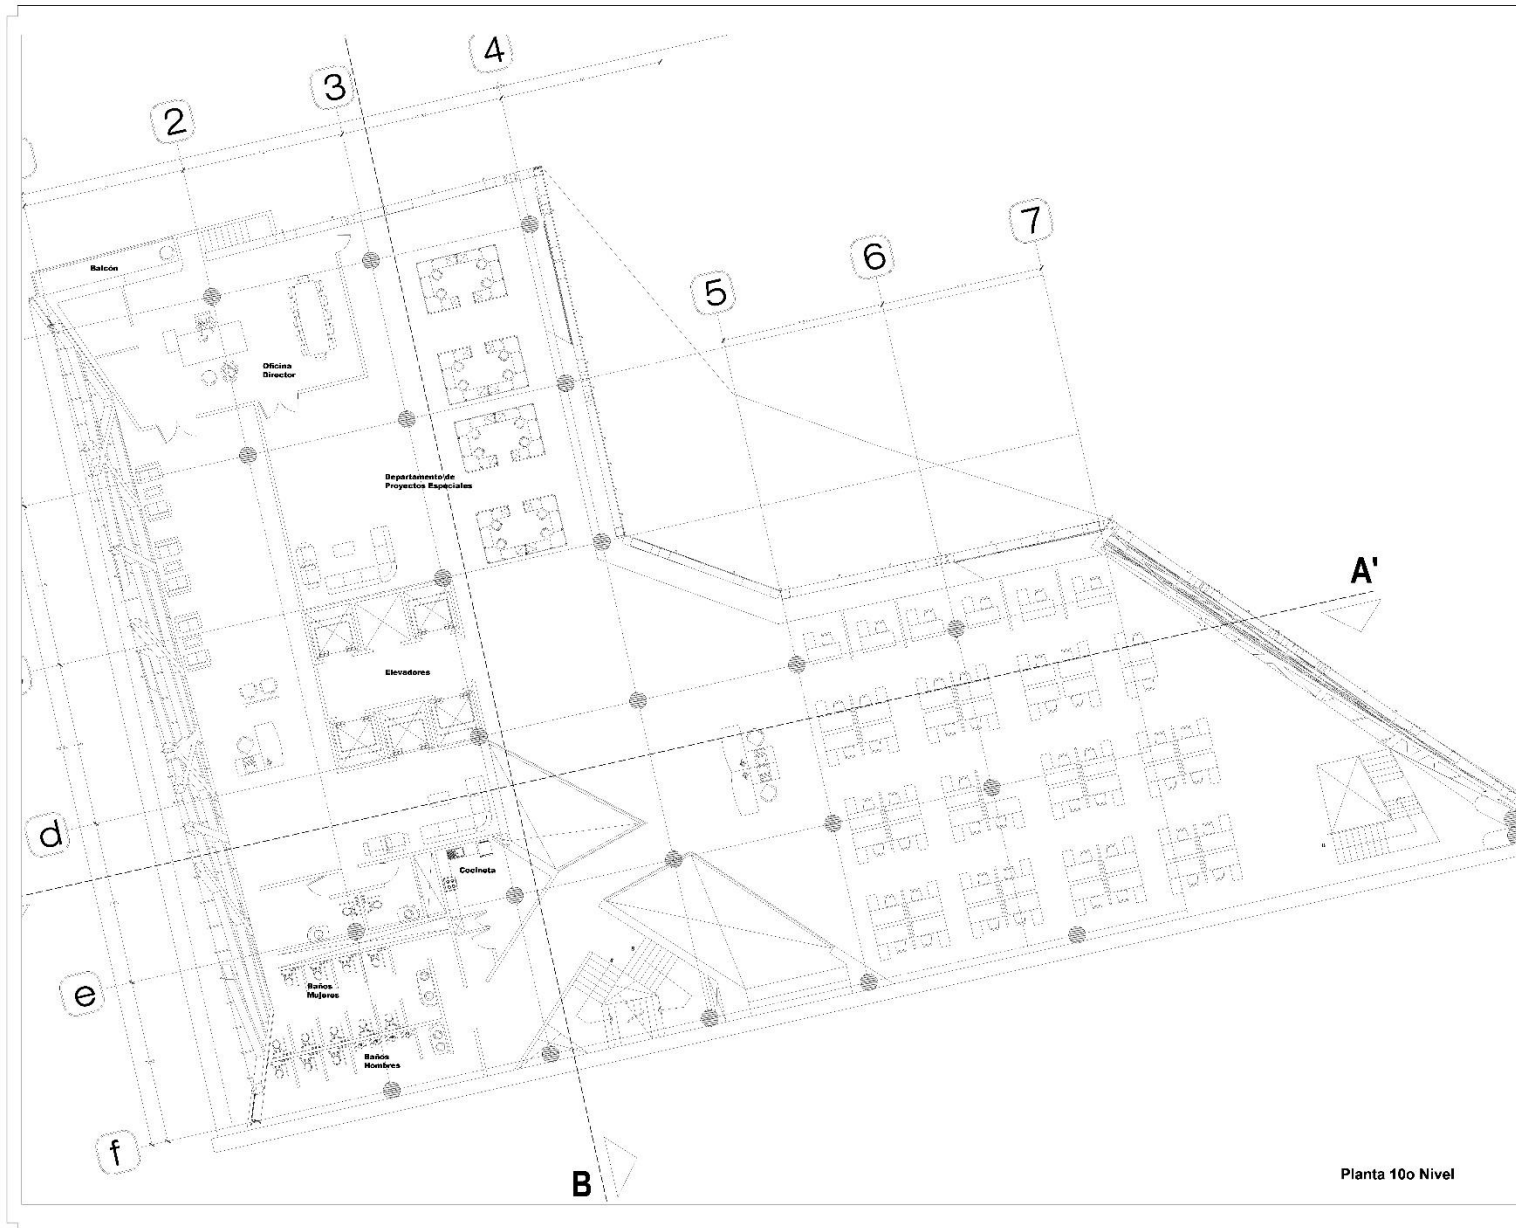 4
3
2
7
6
5
Balcón
Oficina
Director
Departamento de
Proyectos Especiales
A'
Elevadores
d
Cocineta
e
Baños
Mujeres
Baños
Hombres
f
B
Planta 10o Nivel